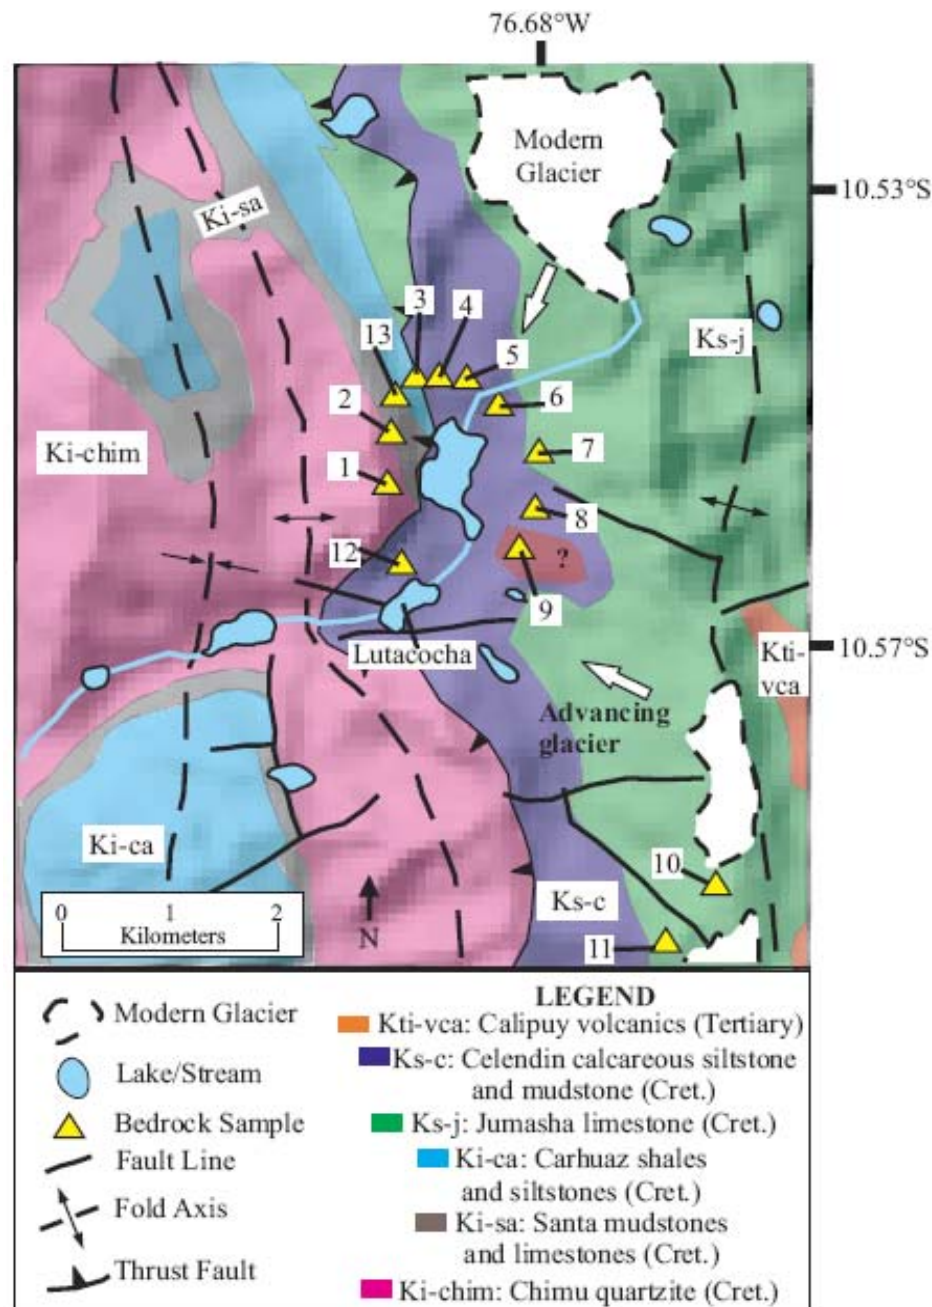 76.68°W
Modern
Glacier
10.53°S
Ki-sa
3
4
13
5
Ks-j
2
6
Ki-chim
7
1
8
12
?
9
Lutacocha
10.57°S
Kti-
vca
Advancing
glacier
Ki-ca
10
Ks-c
0 1 2
Kilometers
N
11
LEGEND
Modern Glacier
Lake/Stream
Bedrock Sample
Fault Line
Fold Axis
Thrust Fault
Kti-vca: Calipuy volcanics (Tertiary)
Ks-c: Celendin calcareous siltstone
and mudstone (Cret.)
Ks-j: Jumasha limestone (Cret.)
Ki-ca: Carhuaz shales
and siltstones (Cret.)
Ki-sa: Santa mudstones
and limestones (Cret.)
Ki-chim: Chimu quartzite (Cret.)